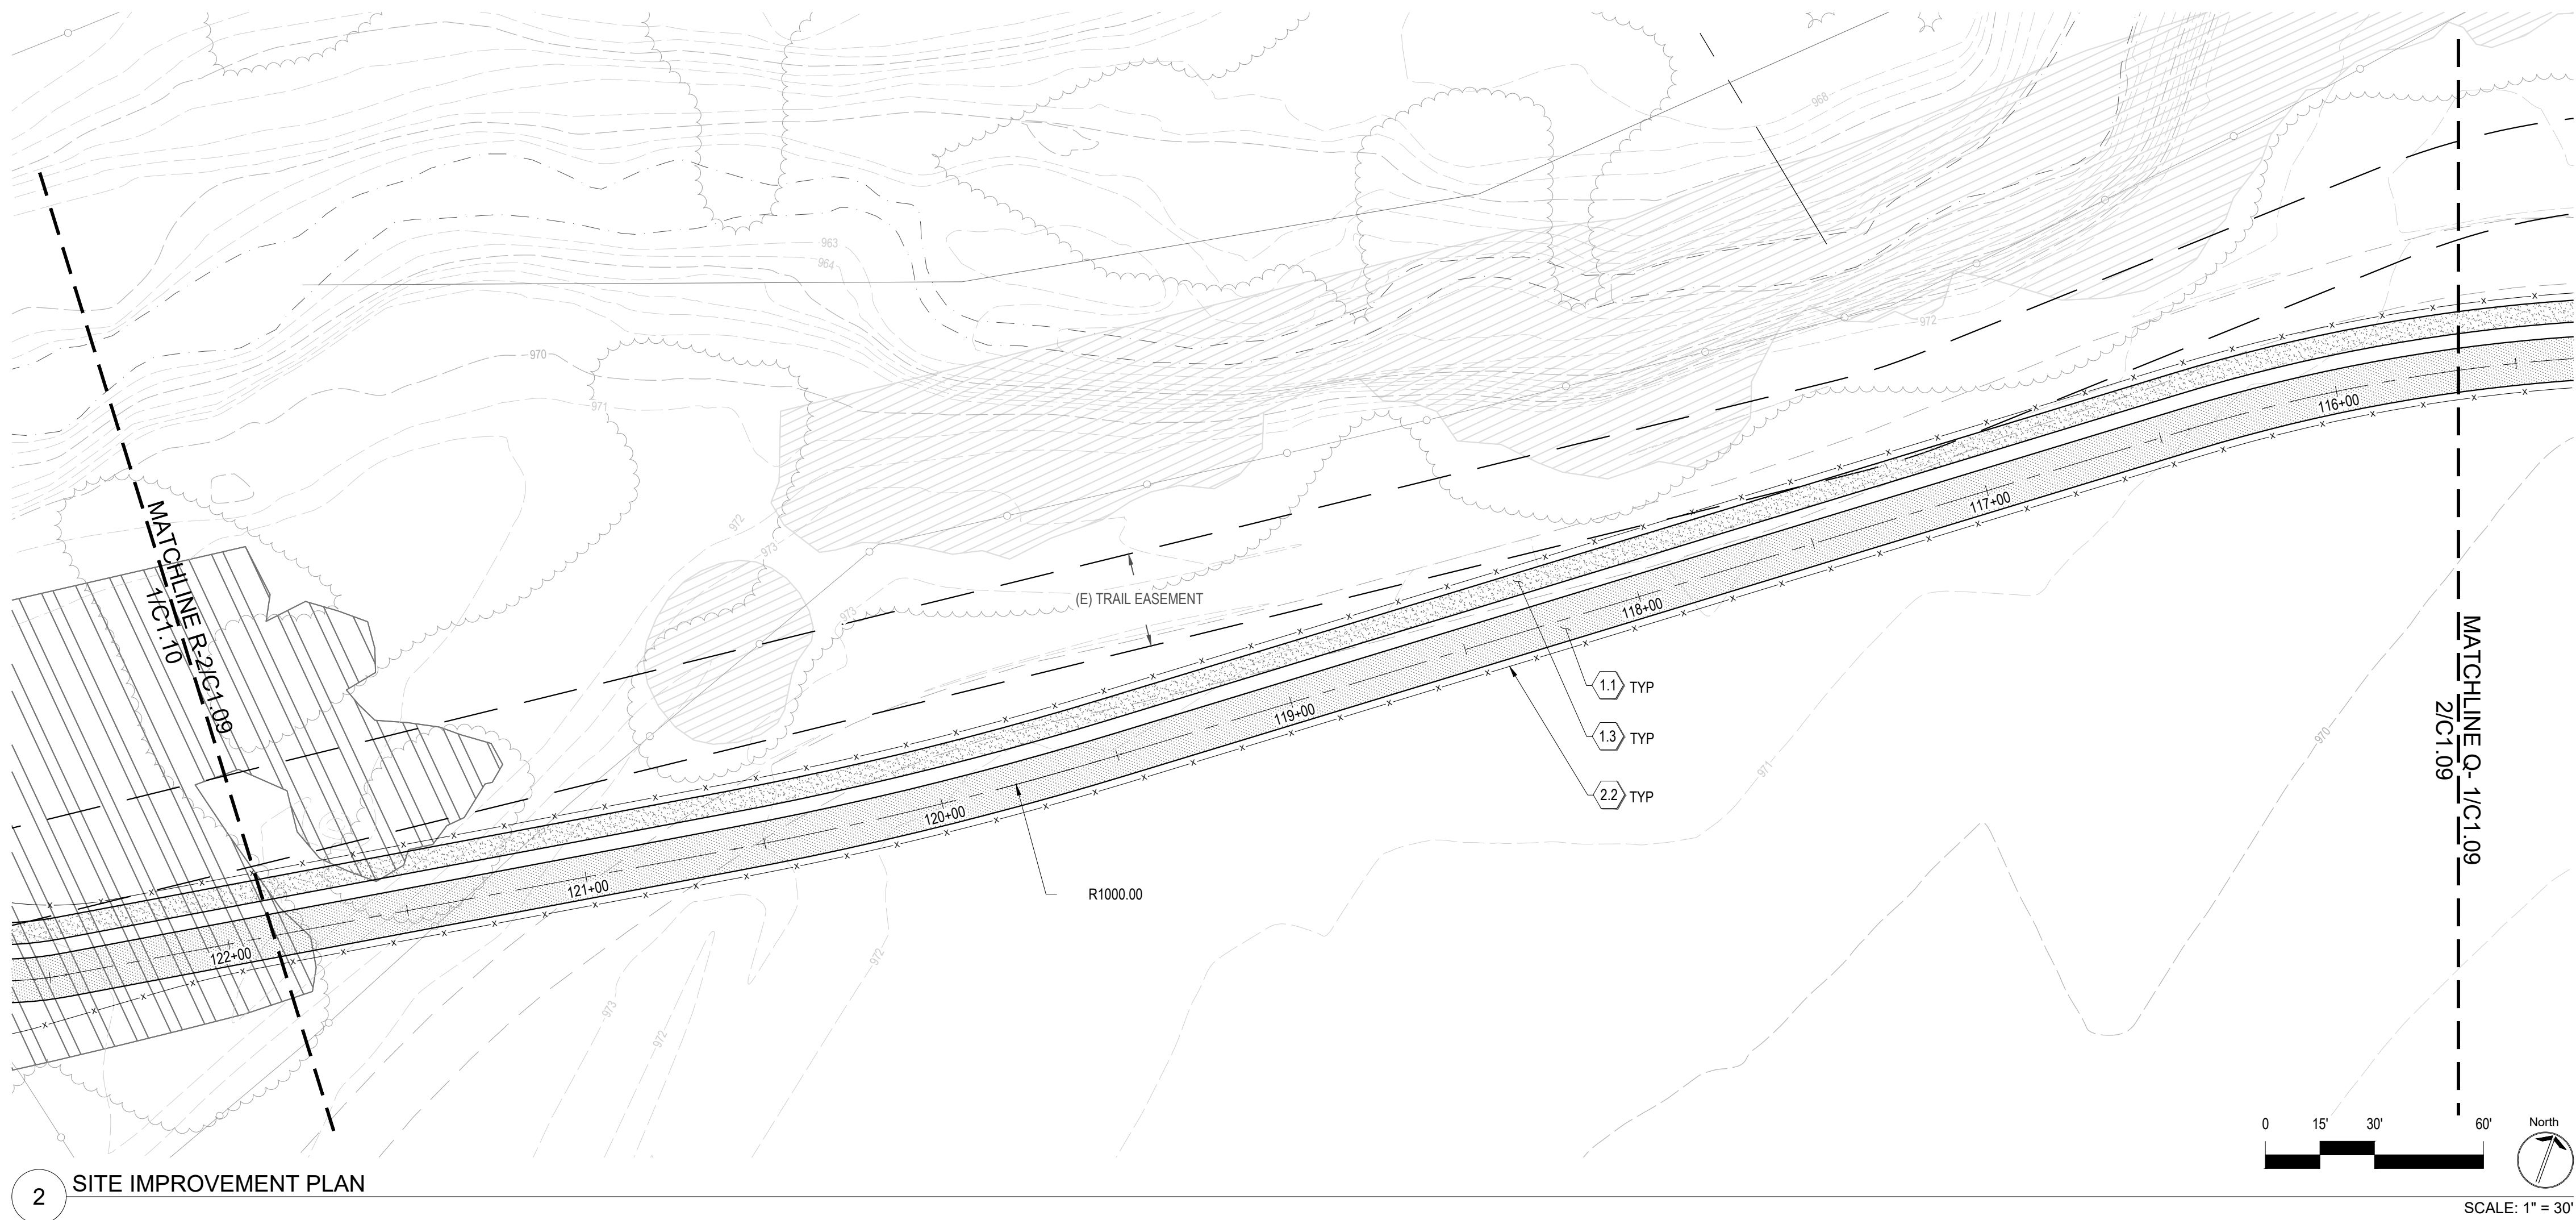 968
963
964
972
970
971
116+00
117+00
972
973
973
(E) TRAIL EASEMENT
118+00
MATCHLINE R-2/C1.09
1/C1.10
MATCHLINE Q- 1/C1.09
2/C1.09
1.1 TYP
119+00
1.3 TYP
970
971
2.2 TYP
120+00
121+00
R1000.00
122+00
972
973
972
0 15' 30' 60'
North
2 SITE IMPROVEMENT PLAN
SCALE: 1" = 30'